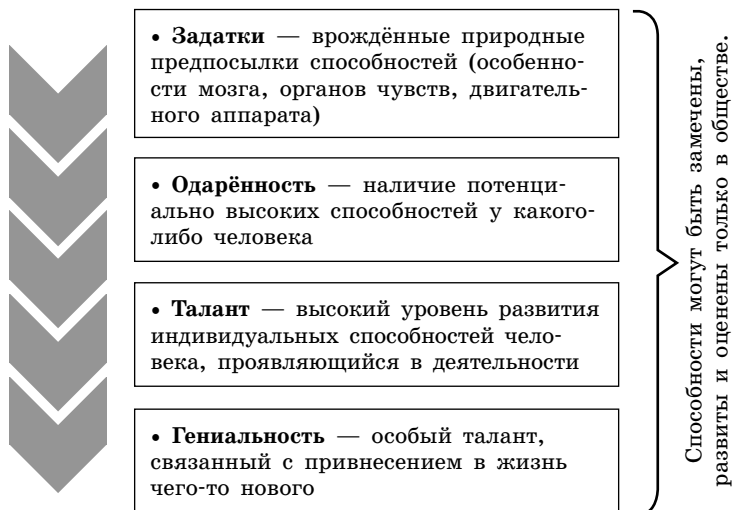 • Задатки — врождённые природные
предпосылки способностей (особенно-
сти мозга, органов чувств, двигатель-
ного аппарата)
• Одарённость — наличие потенци-
ально высоких способностей у какого-
либо человека
• Талант — высокий уровень развития
индивидуальных способностей чело-
века, проявляющийся в деятельности
• Гениальность — особый талант,
связанный с привнесением в жизнь
чего-то нового
Способности могут быть замечены,
развиты и оценены только в обществе.